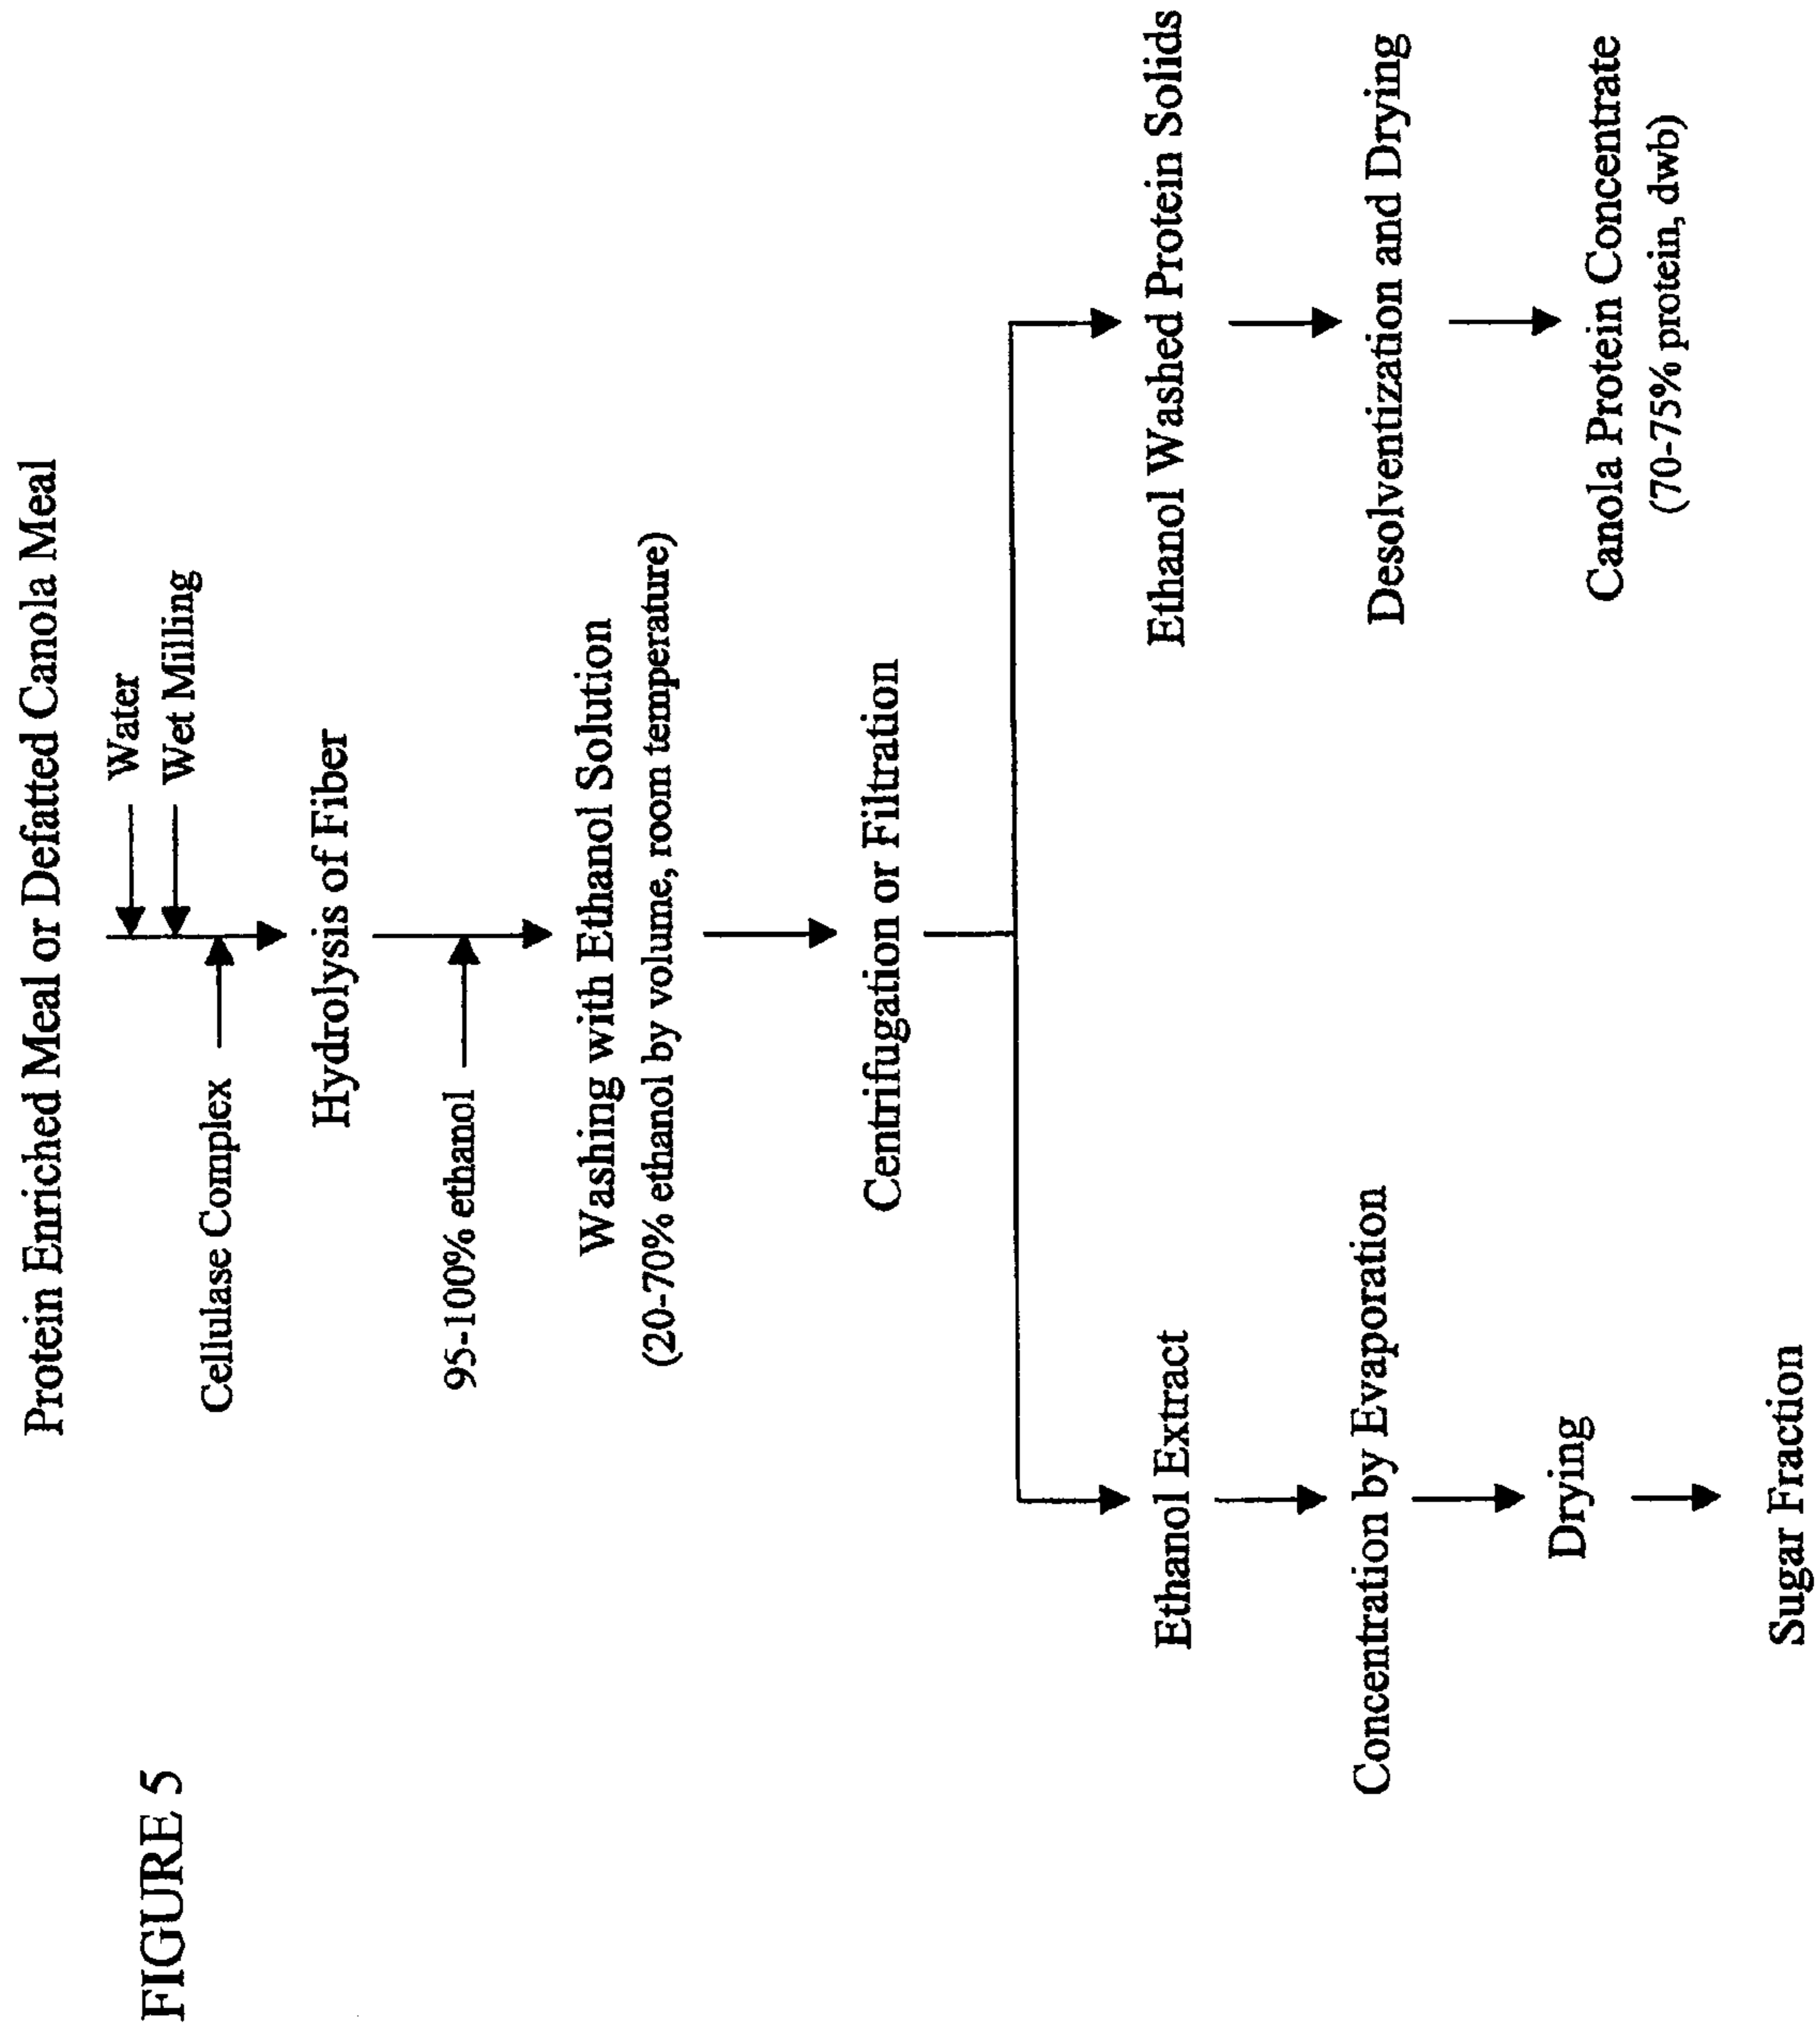 FIGURE 5
Protein Enriched Meal or Defatted Canola Meal
Water
Wet Milling
Cellulase Complex
Hydrolysis of Fiber
95-100% ethanol
Washing with Ethanol Solution
(20-70% ethanol by volume, room temperature)
Centrifugation or Filtration
Ethanol Extract
Concentration by Evaporation
Drying
Sugar Fraction
Ethanol Washed Protein Solids
Desolventization and Drying
Canola Protein Concentrate
(70-75% protein, dwb)